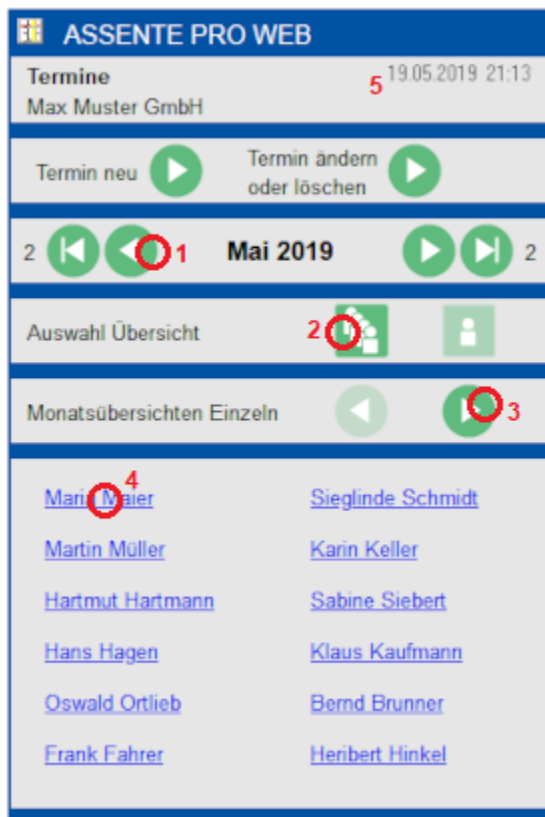 ASSENTE PRO WEB
Termine
5 19.05.2019 21:13
Max Muster GmbH
Termin neu
Termin ändern
oder löschen
2 1 Mai 2019 2
Auswahl Übersicht 2
Monatsübersichten Einzeln 3
4
Maria Maier Sieglinde Schmidt
Martin Müller Karin Keller
Hartmut Hartmann Sabine Siebert
Hans Hagen Klaus Kaufmann
Oswald Ortlieb Bernd Brunner
Frank Fahrer Heribert Hinkel